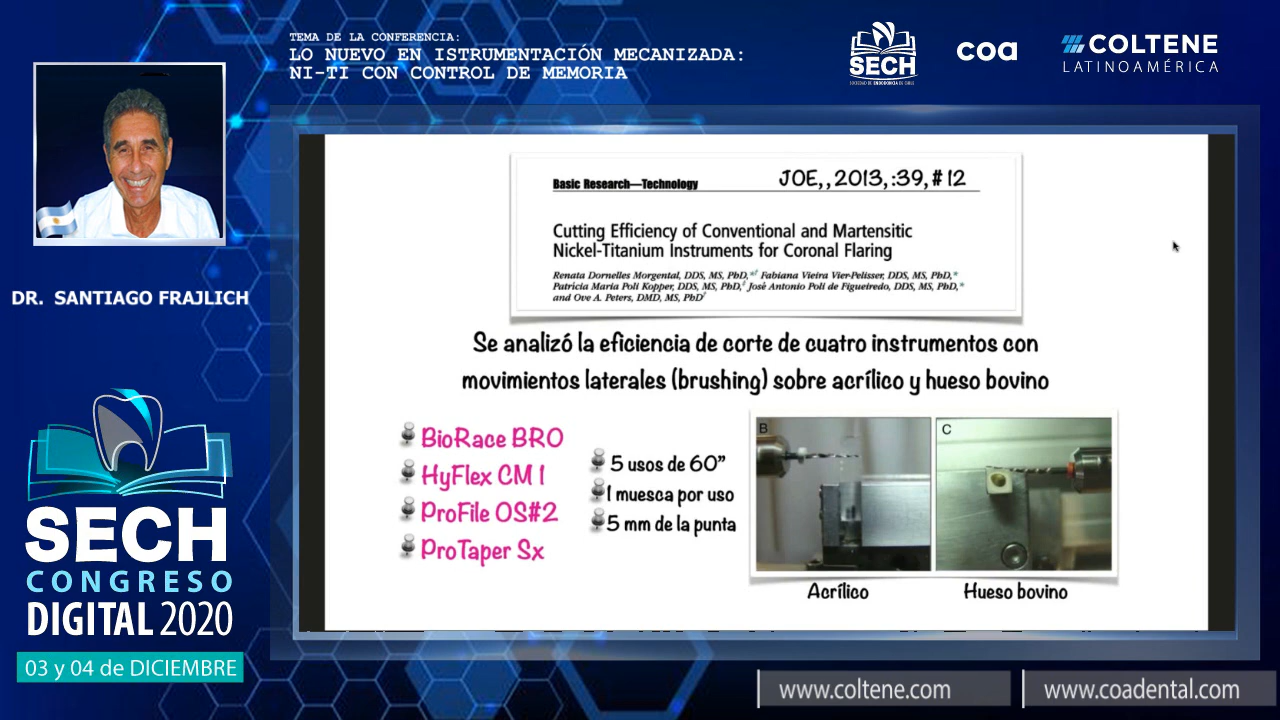 TEMA DE LA CONFERENCIA:
LO NUEVO EN ISTRUMENTACIÓN MECANIZADA:
NI-TI CON CONTROL DE MEMORIA
SECH
SOCIEDAD DE ENDODONCIA DE CHILE
coa
COLTENE
LATINOAMÉRICA
DR. SANTIAGO FRAJLICH
Basic Research—Technology
JOE, , 2013, :39, # 12
Cutting Efficiency of Conventional and Martensitic
Nickel-Titanium Instruments for Coronal Flaring
Renata Dornelles Morgental, DDS, MS, PhD,*† Fabiana Vieira Vier-Pelisser, DDS, MS, PhD,*
Patrícia Maria Poli Kopper, DDS, MS, PhD,‡ José Antonio Poli de Figueiredo, DDS, MS, PhD,*
and Ove A. Peters, DMD, MS, PhD†
Se analizó la eficiencia de corte de cuatro instrumentos con
movimientos laterales (brushing) sobre acrílico y hueso bovino
BioRace BRO
HyFlex CM 1
ProFile OS#2
ProTaper Sx
5 usos de 60”
1 muesca por uso
5 mm de la punta
B
C
Acrílico
Hueso bovino
SECH
CONGRESO
DIGITAL 2020
03 y 04 de DICIEMBRE
www.coltene.com
www.coadental.com